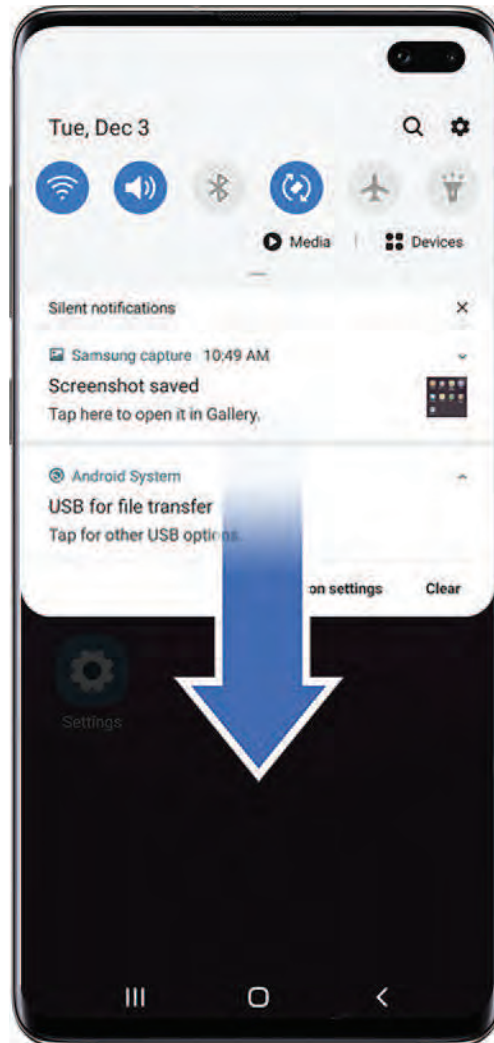 Tue, Dec 3
Media | Devices
Silent notifications
Samsung capture 10:49 AM
Screenshot saved
Tap here to open it in Gallery.
Android System
USB for file transfer
Tap for other USB options.
on settings Clear
Settings